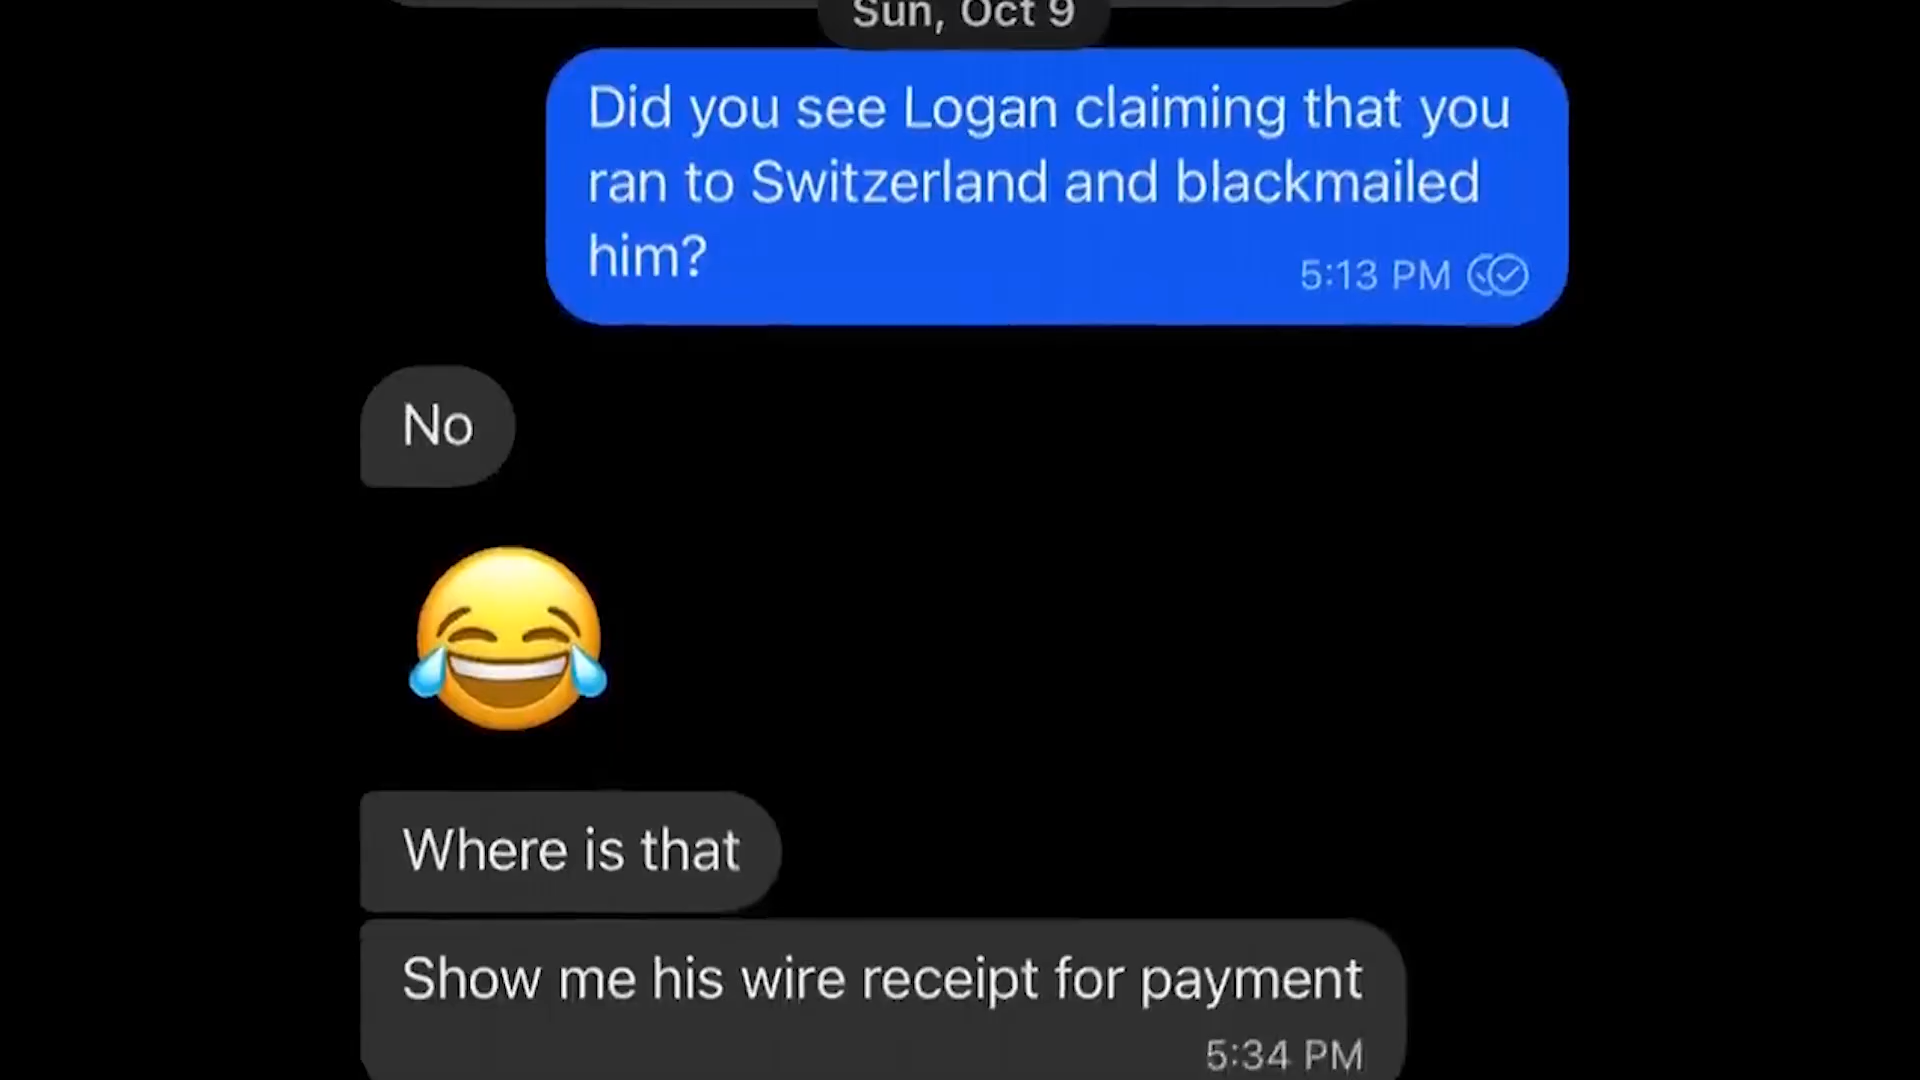 Sun, Oct 9
Did you see Logan claiming that you
ran to Switzerland and blackmailed
him?
5:13 PM
No
Where is that
Show me his wire receipt for payment
5:34 PM